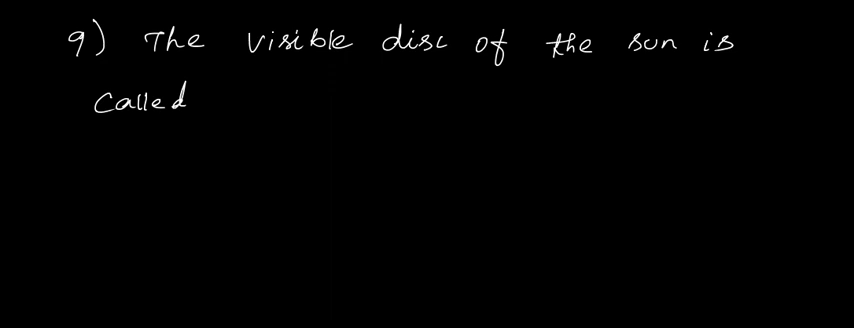 9) The visible disc of the sun is
called